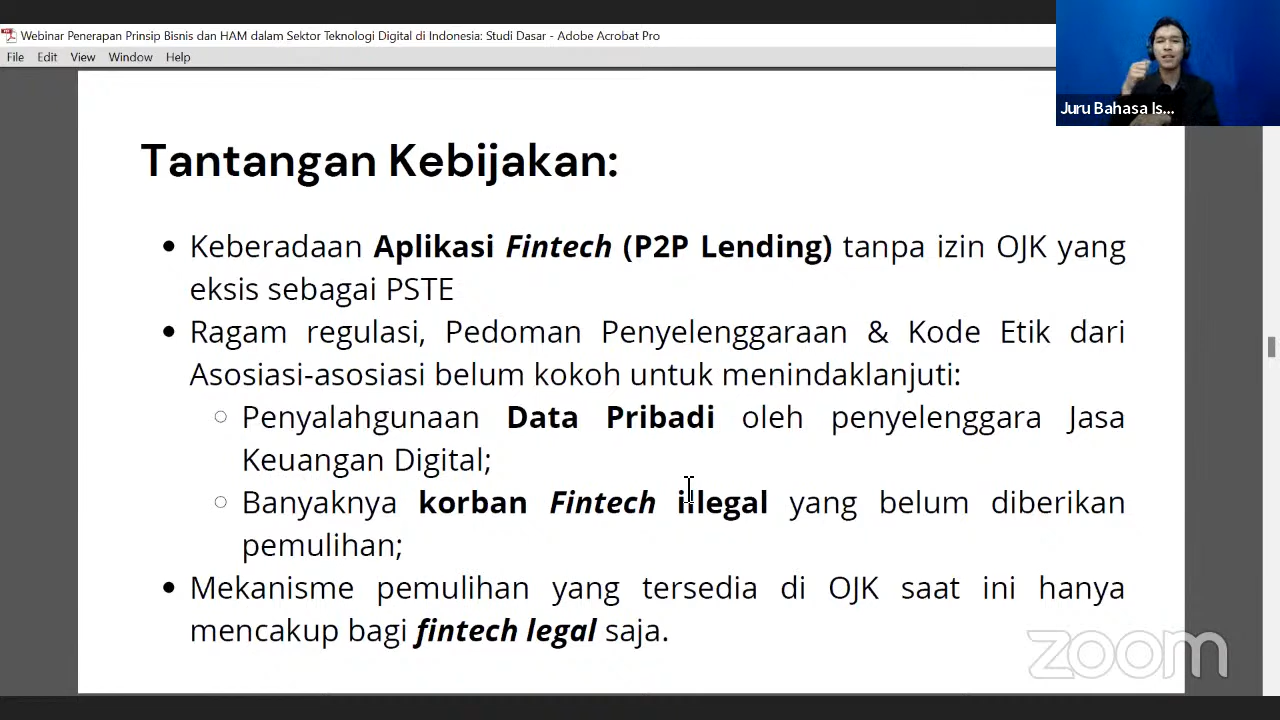 Webinar Penerapan Prinsip Bisnis dan HAM dalam Sektor Teknologi Digital di Indonesia: Studi Dasar - Adobe Acrobat Pro
File Edit View Window Help
Juru Bahasa Is...
Tantangan Kebijakan:
• Keberadaan Aplikasi Fintech (P2P Lending) tanpa izin OJK yang
eksis sebagai PSTE
• Ragam regulasi, Pedoman Penyelenggaraan & Kode Etik dari
Asosiasi-asosiasi belum kokoh untuk menindaklanjuti:
○ Penyalahgunaan Data Pribadi oleh penyelenggara Jasa
Keuangan Digital;
○ Banyaknya korban Fintech illegal yang belum diberikan
pemulihan;
• Mekanisme pemulihan yang tersedia di OJK saat ini hanya
mencakup bagi fintech legal saja.
zoom